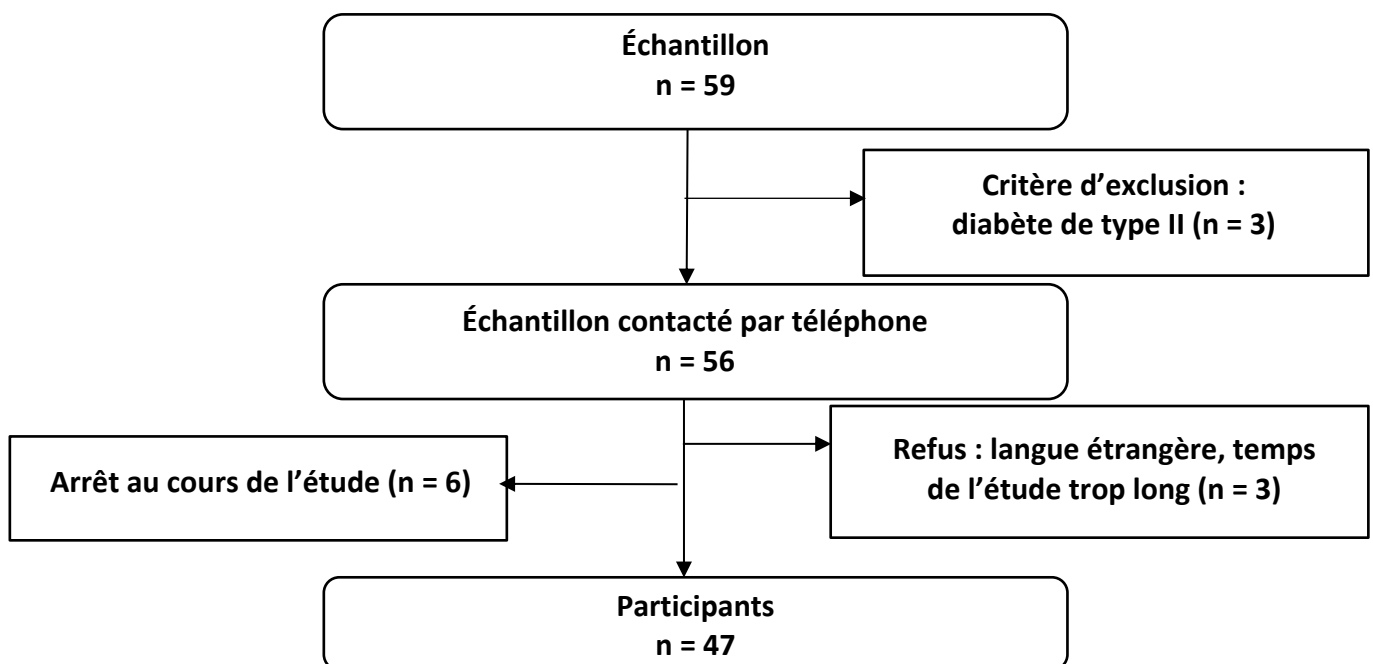 Échantillon
n = 59
Critère d’exclusion :
diabète de type II (n = 3)
Échantillon contacté par téléphone
n = 56
Refus : langue étrangère, temps
de l’étude trop long (n = 3)
Arrêt au cours de l’étude (n = 6)
Participants
n = 47